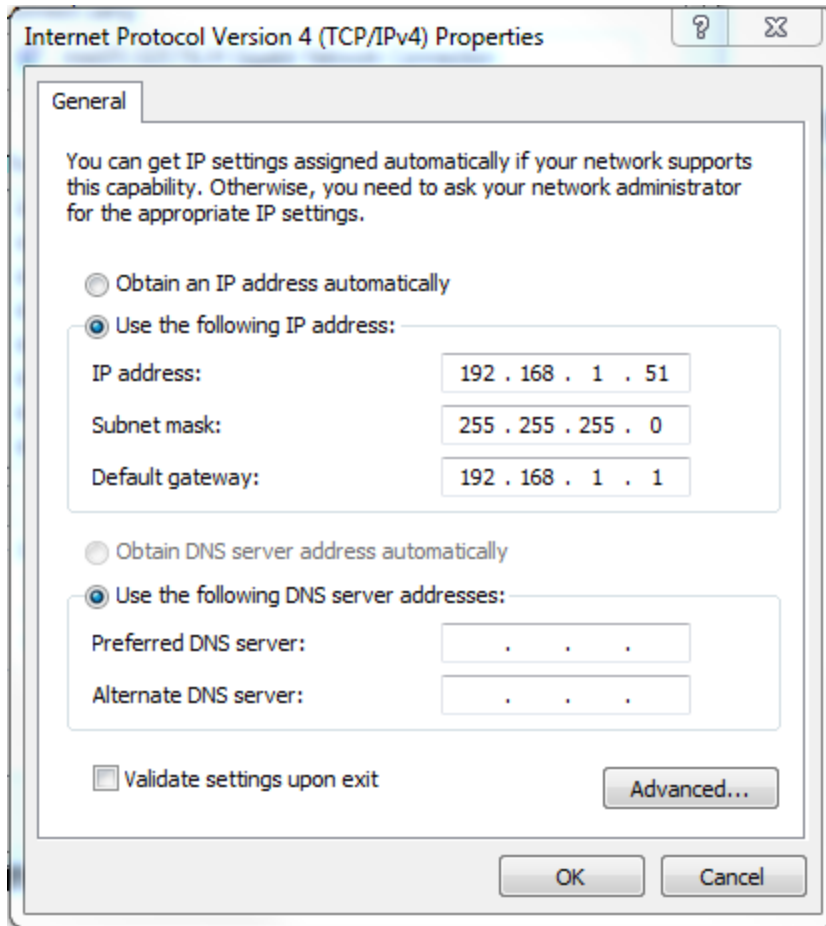 Internet Protocol Version 4 (TCP/IPv4) Properties
General
You can get IP settings assigned automatically if your network supports
this capability. Otherwise, you need to ask your network administrator
for the appropriate IP settings.
Obtain an IP address automatically
Use the following IP address:
IP address: 192 . 168 . 1 . 51
Subnet mask: 255 . 255 . 255 . 0
Default gateway: 192 . 168 . 1 . 1
Obtain DNS server address automatically
Use the following DNS server addresses:
Preferred DNS server: . . .
Alternate DNS server: . . .
Validate settings upon exit
Advanced...
OK Cancel